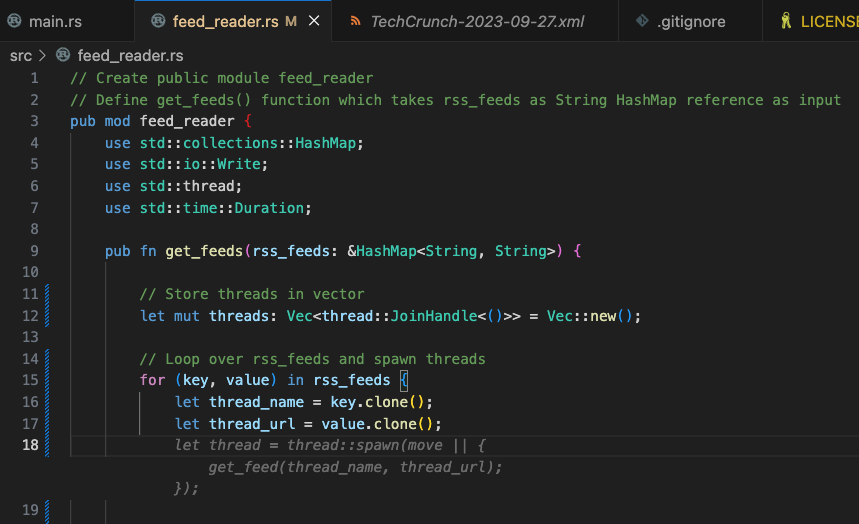 main.rs feed_reader.rs M TechCrunch-2023-09-27.xml .gitignore LICENSE
src > feed_reader.rs
1 // Create public module feed_reader
2 // Define get_feeds() function which takes rss_feeds as String HashMap reference as input
3 pub mod feed_reader {
4     use std::collections::HashMap;
5     use std::io::Write;
6     use std::thread;
7     use std::time::Duration;
8
9     pub fn get_feeds(rss_feeds: &HashMap<String, String>) {
10
11         // Store threads in vector
12         let mut threads: Vec<thread::JoinHandle<()>> = Vec::new();
13
14         // Loop over rss_feeds and spawn threads
15         for (key, value) in rss_feeds {
16             let thread_name = key.clone();
17             let thread_url = value.clone();
18             let thread = thread::spawn(move || {
                get_feed(thread_name, thread_url);
            });
19